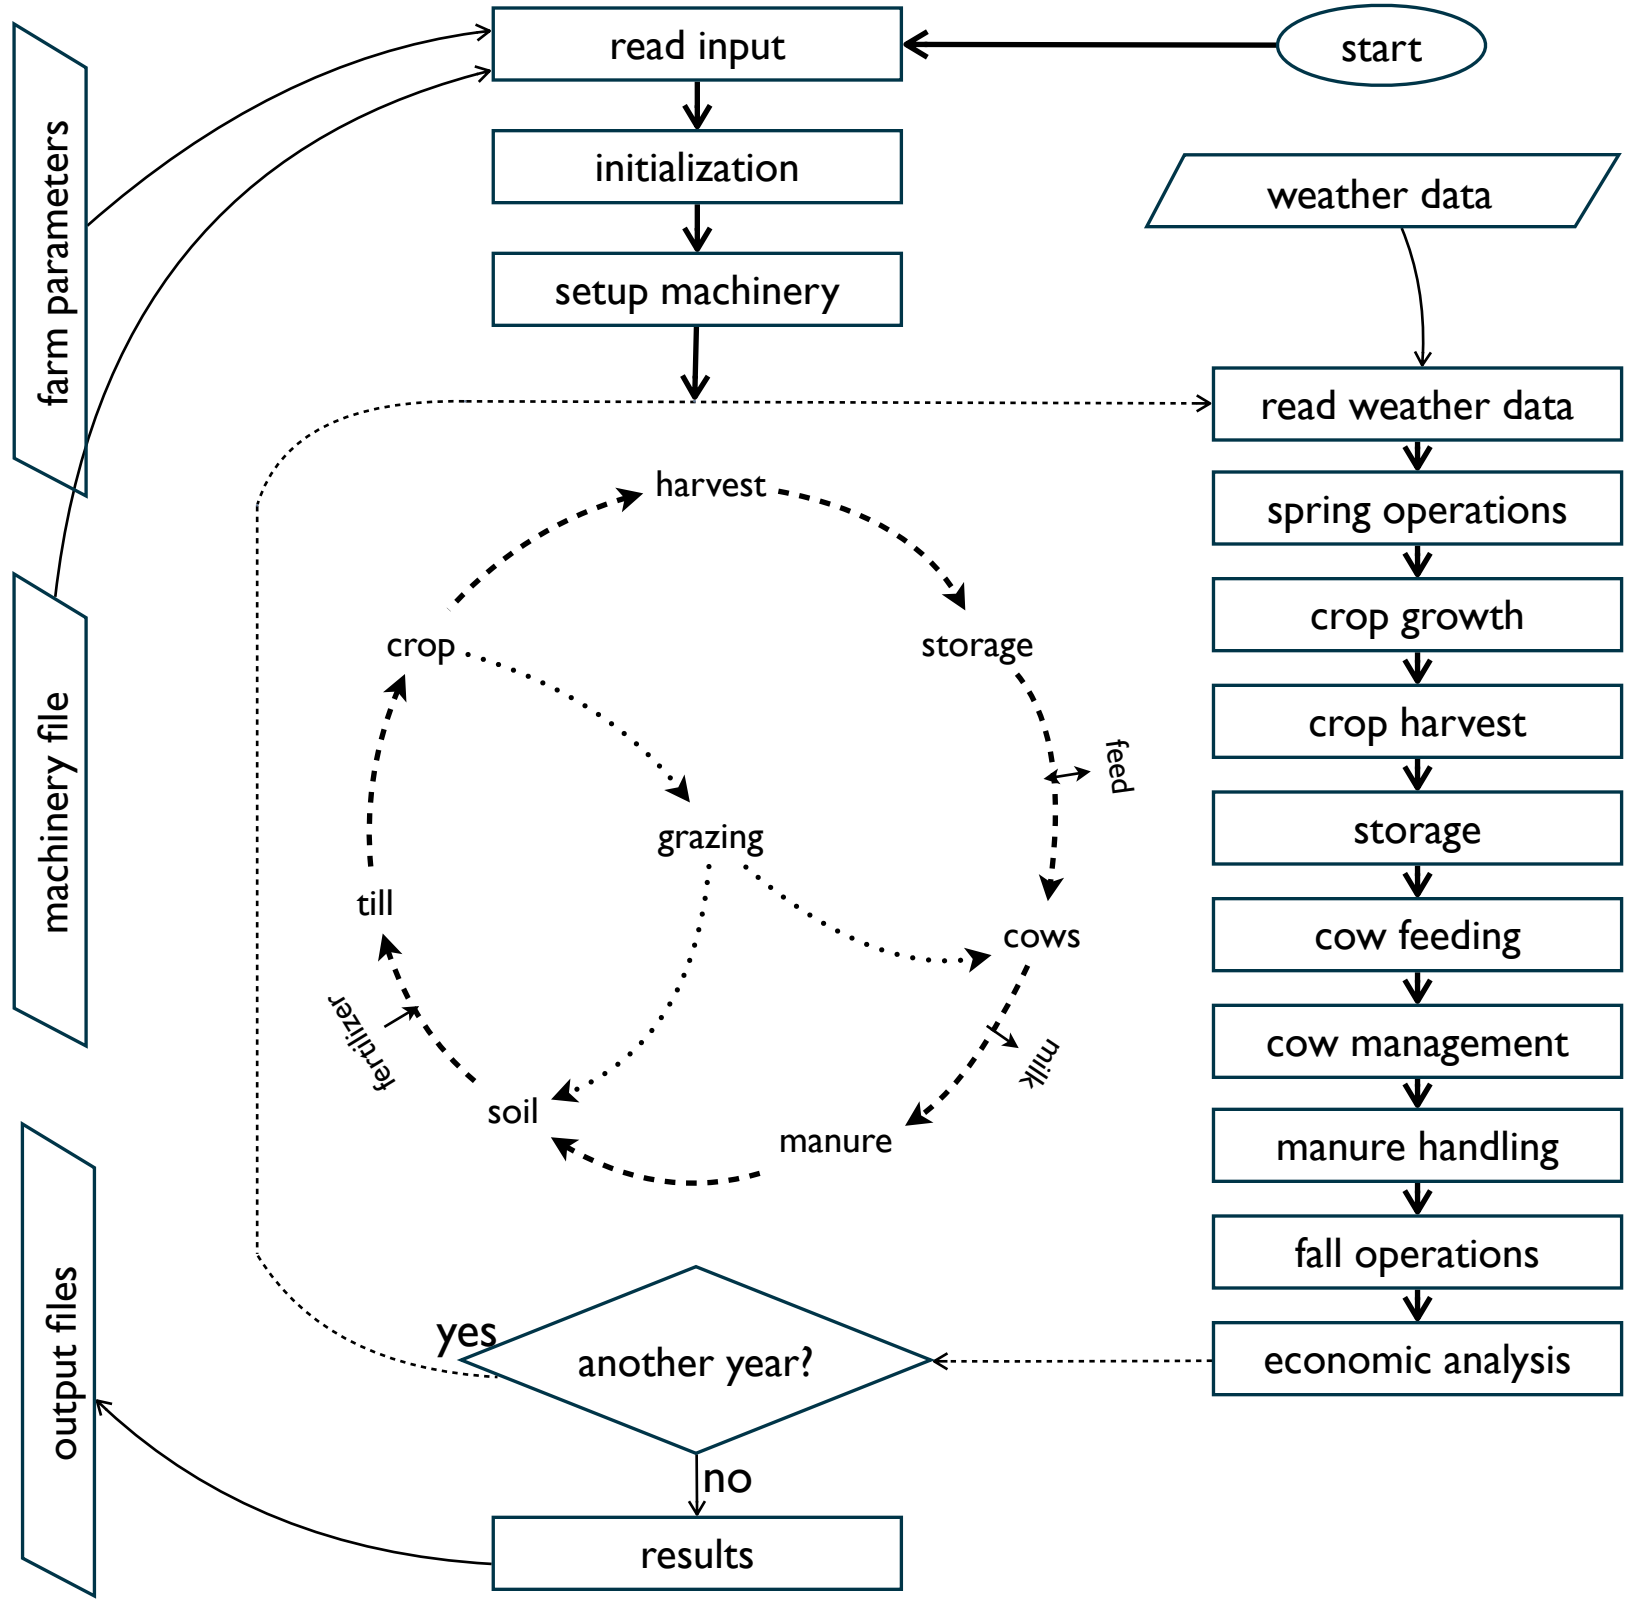 read input
start
initialization
weather data
farm parameters
setup machinery
read weather data
harvest
spring operations
crop
storage
crop growth
crop harvest
feed
machinery file
grazing
storage
till
cows
cow feeding
fertilizer
milk
cow management
soil
manure
manure handling
fall operations
output files
yes
another year?
economic analysis
no
results